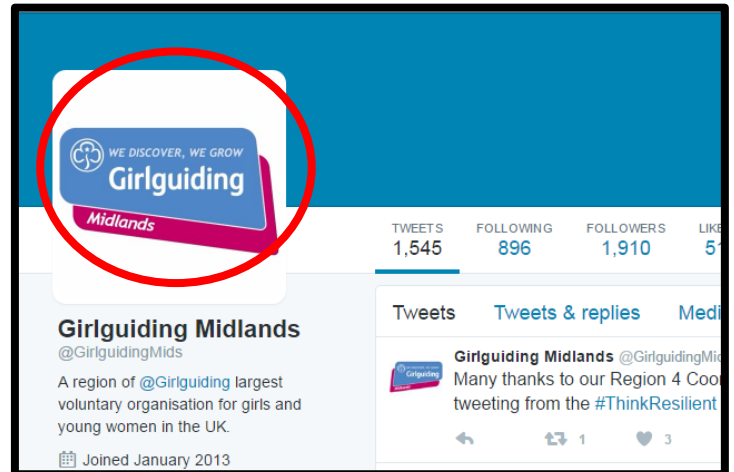 WE DISCOVER, WE GROW
Girlguiding
Midlands
TWEETS FOLLOWING FOLLOWERS
1,545 896 1,910
Girlguiding Midlands
@GirlguidingMids
A region of @Girlguiding largest
voluntary organisation for girls and
young women in the UK.
Joined January 2013
Tweets Tweets & replies
Girlguiding Midlands
Many thanks to our Region 4
tweeting from the #ThinkResilient
1 3